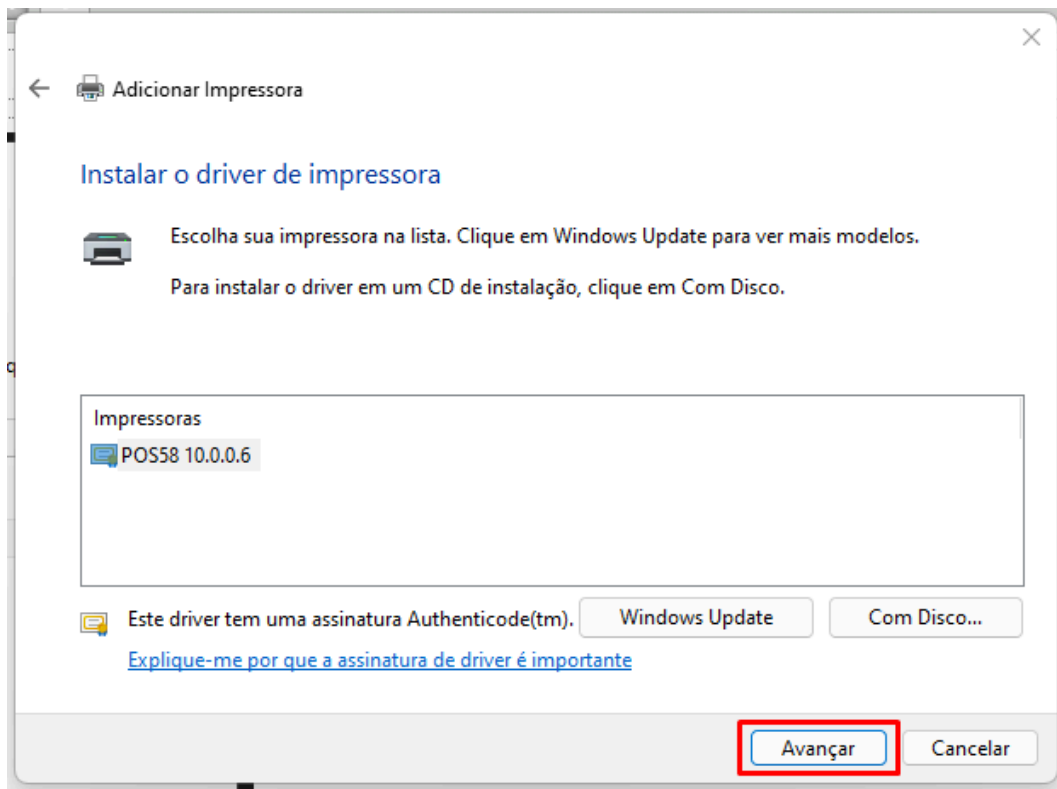 Adicionar Impressora
Instalar o driver de impressora
Escolha sua impressora na lista. Clique em Windows Update para ver mais modelos.
Para instalar o driver em um CD de instalação, clique em Com Disco.
Impressoras
POS58 10.0.0.6
Este driver tem uma assinatura Authenticode(tm).
Windows Update
Com Disco...
Explique-me por que a assinatura de driver é importante
Avançar
Cancelar